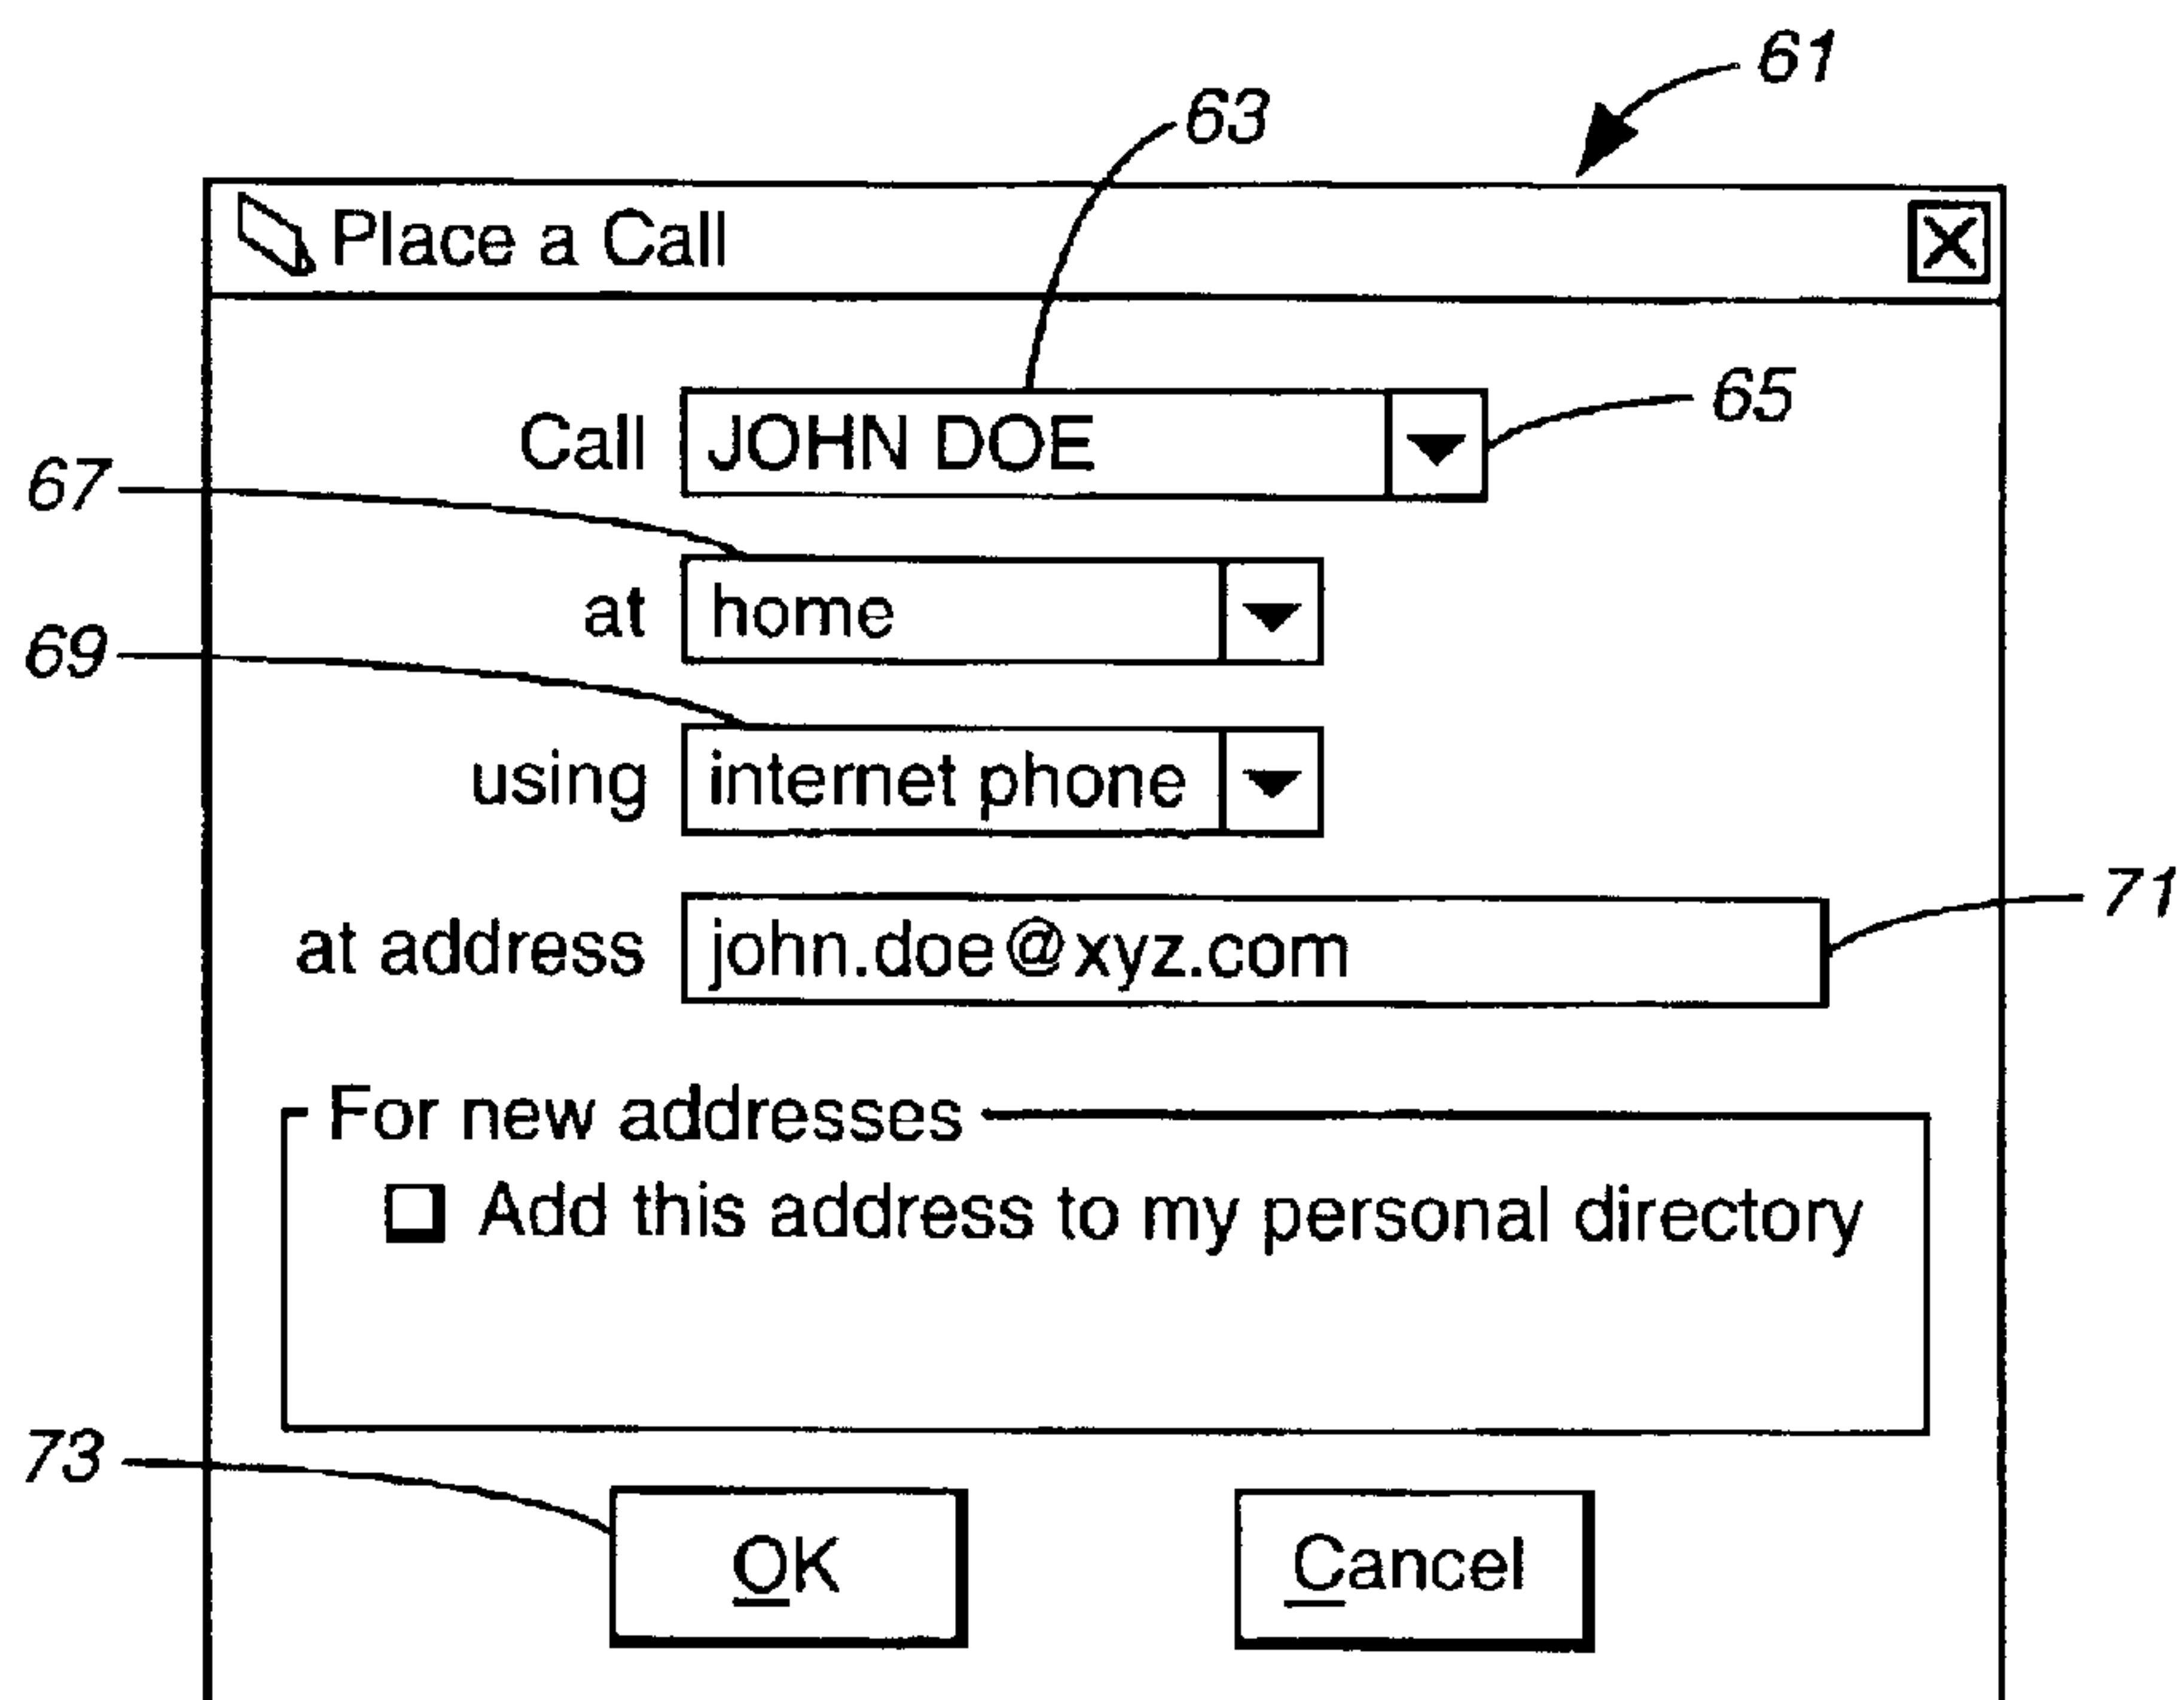 61
63
Place a Call
65
Call JOHN DOE
67
at home
69
using internet phone
71
at address john.doe@xyz.com
For new addresses
Add this address to my personal directory
73
OK Cancel